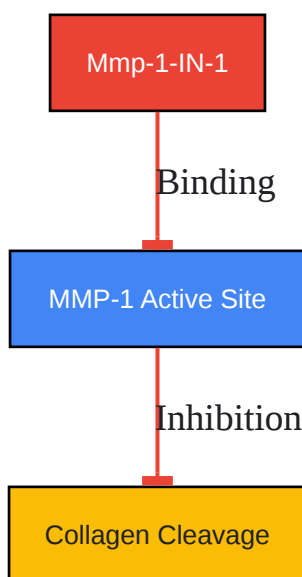 Mmp-1-IN-1
Binding
MMP-1 Active Site
Inhibition
Collagen Cleavage